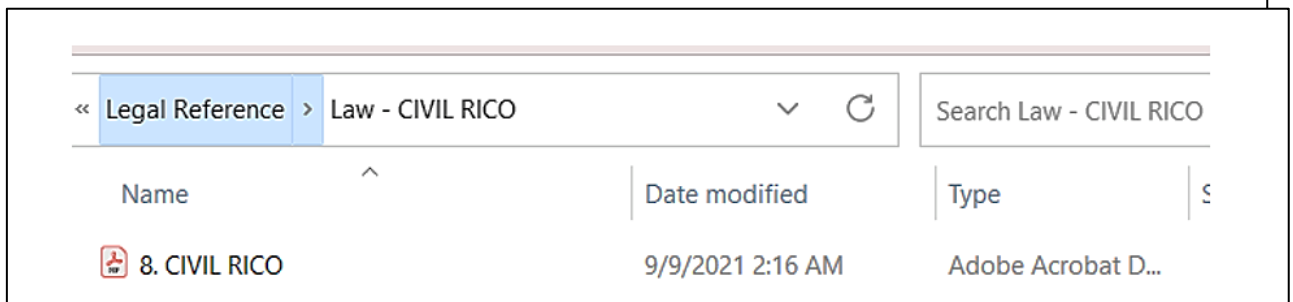 « Legal Reference > Law - CIVIL RICO Search Law - CIVIL RICO
Name Date modified Type
8. CIVIL RICO 9/9/2021 2:16 AM Adobe Acrobat D...